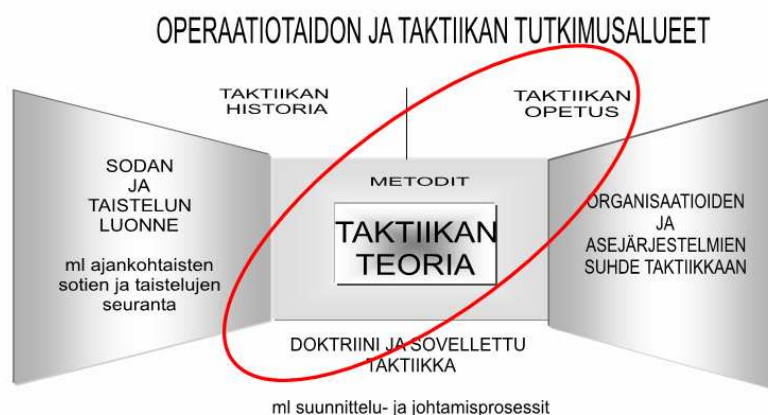 OPERAATIOTAIDON JA TAKTIIKAN TUTKIMUSALUEET
TAKTIIKAN
HISTORIA
TAKTIIKAN
OPETUS
SODAN
JA
TAISTELUN
LUONNE
ml ajankohtaisten
sotien ja taistelujen
seuranta
METODIT
TAKTIIKAN
TEORIA
ORGANISAATIOIDEN
JA
ASEJÄRJESTELMIEN
SUHDE TAKTIIKKAAN
DOKTRIINI JA SOVELLETTU
TAKTIIKKA
ml suunnittelu- ja johtamisprosessit